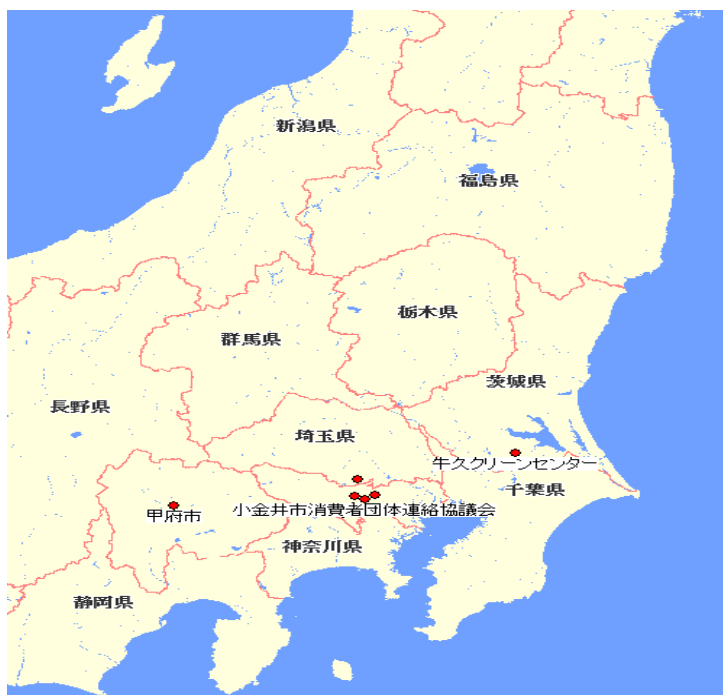 新潟県
福島県
栃木県
群馬県
茨城県
長野県
埼玉県
牛久クリーンセンター
千葉県
小金井市消費者団体連絡協議会
甲府市
神奈川県
静岡県